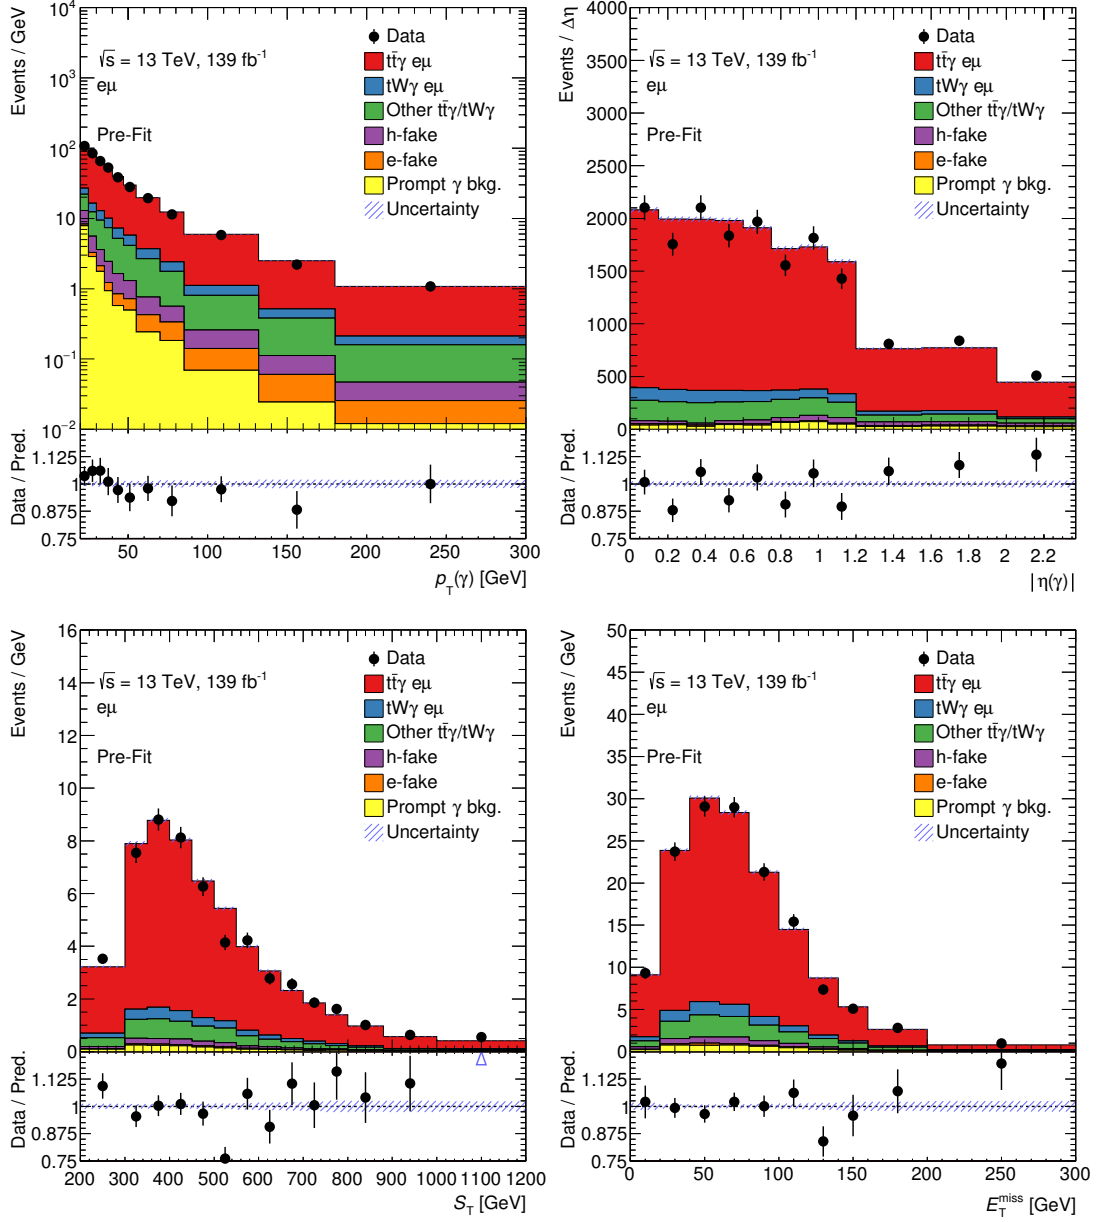 Events / GeV
10⁴
10³
10²
10
1
10⁻¹
10⁻²
√s = 13 TeV, 139 fb⁻¹
eμ
Pre-Fit
Data
tt̄γ eμ
tWγ eμ
Other tt̄γ/tWγ
h-fake
e-fake
Prompt γ bkg.
Uncertainty
Data / Pred.
1.125
1
0.875
0.75
50 100 150 200 250 300
p_T(γ) [GeV]
Events / Δη
4000
3500
3000
2500
2000
1500
1000
500
0
√s = 13 TeV, 139 fb⁻¹
eμ
Pre-Fit
Data
tt̄γ eμ
tWγ eμ
Other tt̄γ/tWγ
h-fake
e-fake
Prompt γ bkg.
Uncertainty
Data / Pred.
1.125
1
0.875
0.75
0 0.2 0.4 0.6 0.8 1 1.2 1.4 1.6 1.8 2 2.2
|η(γ)|
Events / GeV
16
14
12
10
8
6
4
2
0
√s = 13 TeV, 139 fb⁻¹
eμ
Pre-Fit
Data
tt̄γ eμ
tWγ eμ
Other tt̄γ/tWγ
h-fake
e-fake
Prompt γ bkg.
Uncertainty
Data / Pred.
1.125
1
0.875
0.75
200 300 400 500 600 700 800 900 1000 1100 1200
S_T [GeV]
Events / GeV
50
45
40
35
30
25
20
15
10
5
0
√s = 13 TeV, 139 fb⁻¹
eμ
Pre-Fit
Data
tt̄γ eμ
tWγ eμ
Other tt̄γ/tWγ
h-fake
e-fake
Prompt γ bkg.
Uncertainty
Data / Pred.
1.125
1
0.875
0.75
0 50 100 150 200 250 300
E_T^miss [GeV]